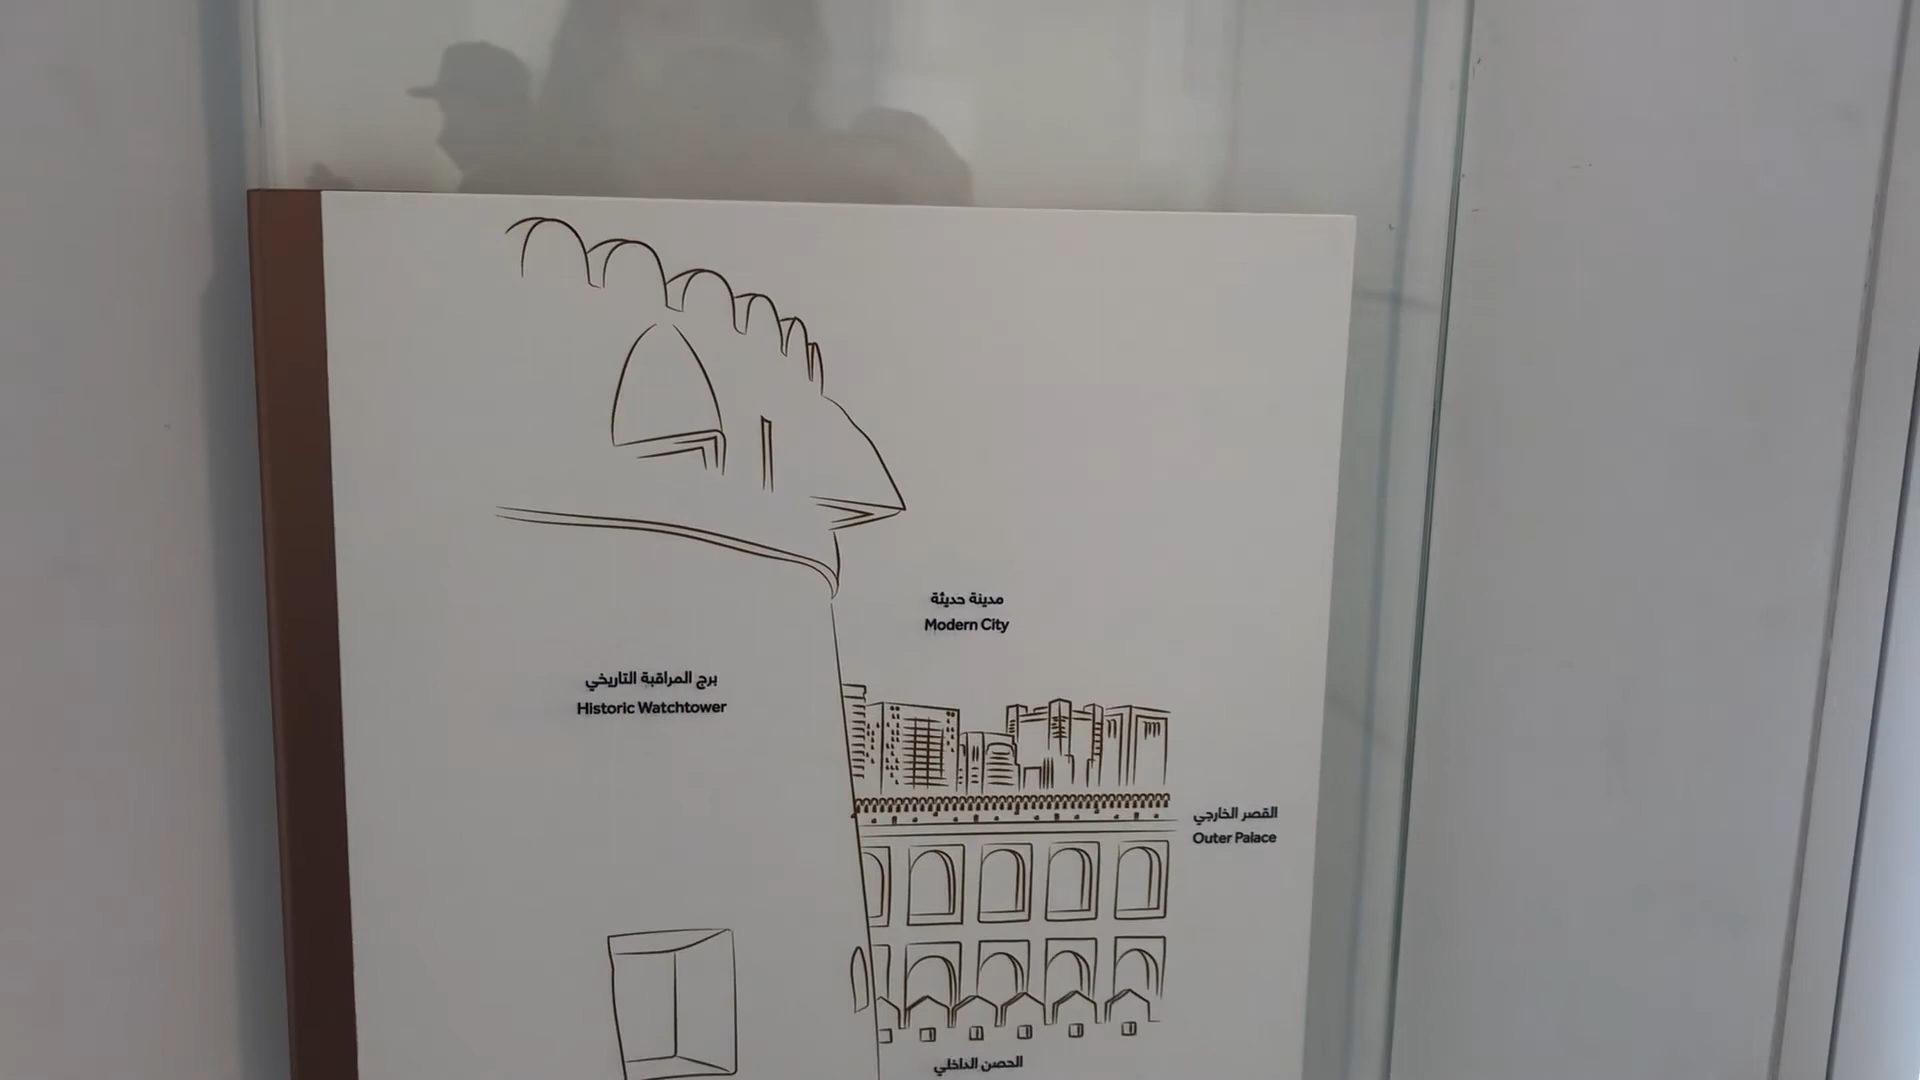 مدينة حديثة
Modern City
برج المراقبة التاريخي
Historic Watchtower
القصر الخارجي
Outer Palace
الحصن الداخلي